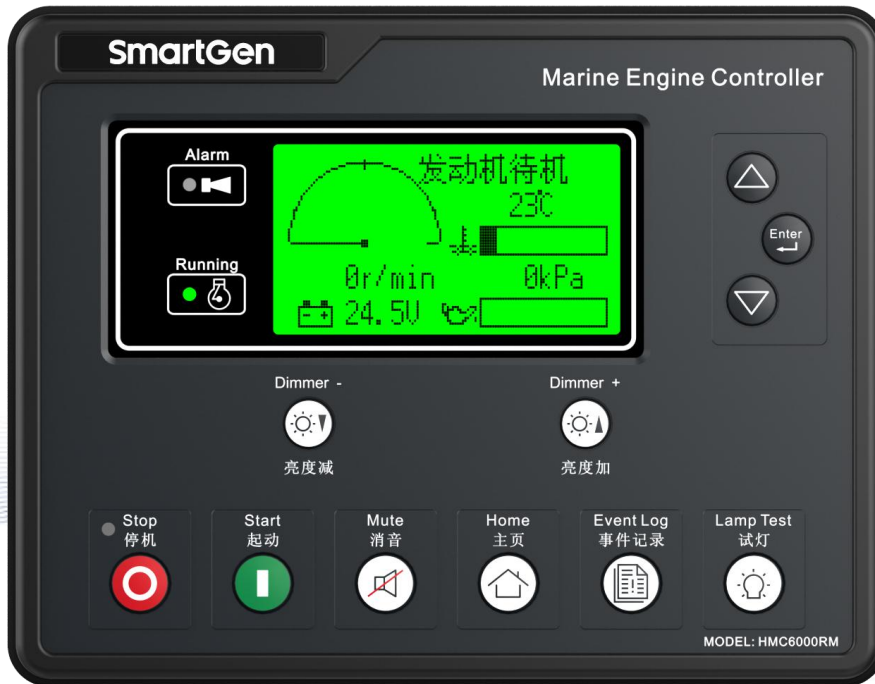 SmartGen
Marine Engine Controller
Alarm
发动机待机
23℃
Running
0r/min 0kPa
24.5V
Enter
Dimmer - Dimmer +
亮度减 亮度加
Stop Start Mute Home Event Log Lamp Test
停机 起动 消音 主页 事件记录 试灯
MODEL: HMC6000RM